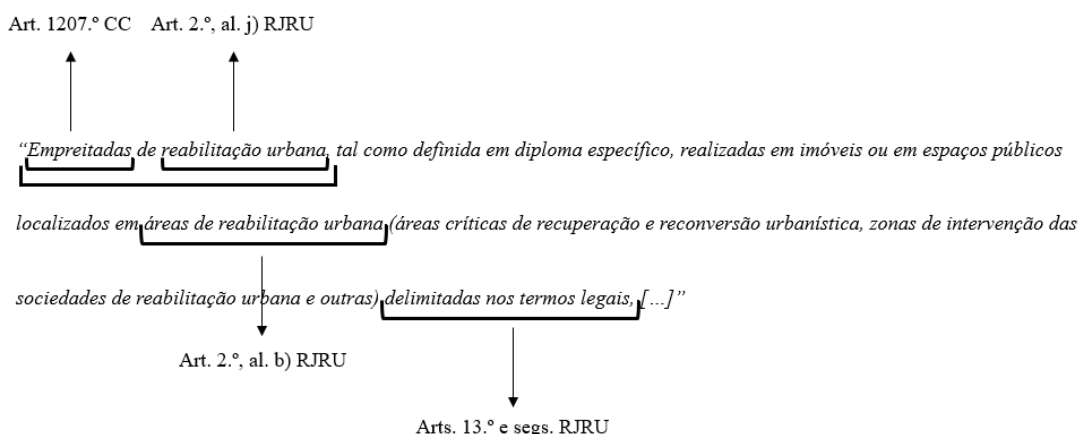 Art. 1207.º CC Art. 2.º, al. j) RJRU
“Empreitadas de reabilitação urbana, tal como definida em diploma específico, realizadas em imóveis ou em espaços públicos
localizados em áreas de reabilitação urbana (áreas críticas de recuperação e reconversão urbanística, zonas de intervenção das
sociedades de reabilitação urbana e outras) delimitadas nos termos legais, [...]”
Art. 2.º, al. b) RJRU
Arts. 13.º e segs. RJRU